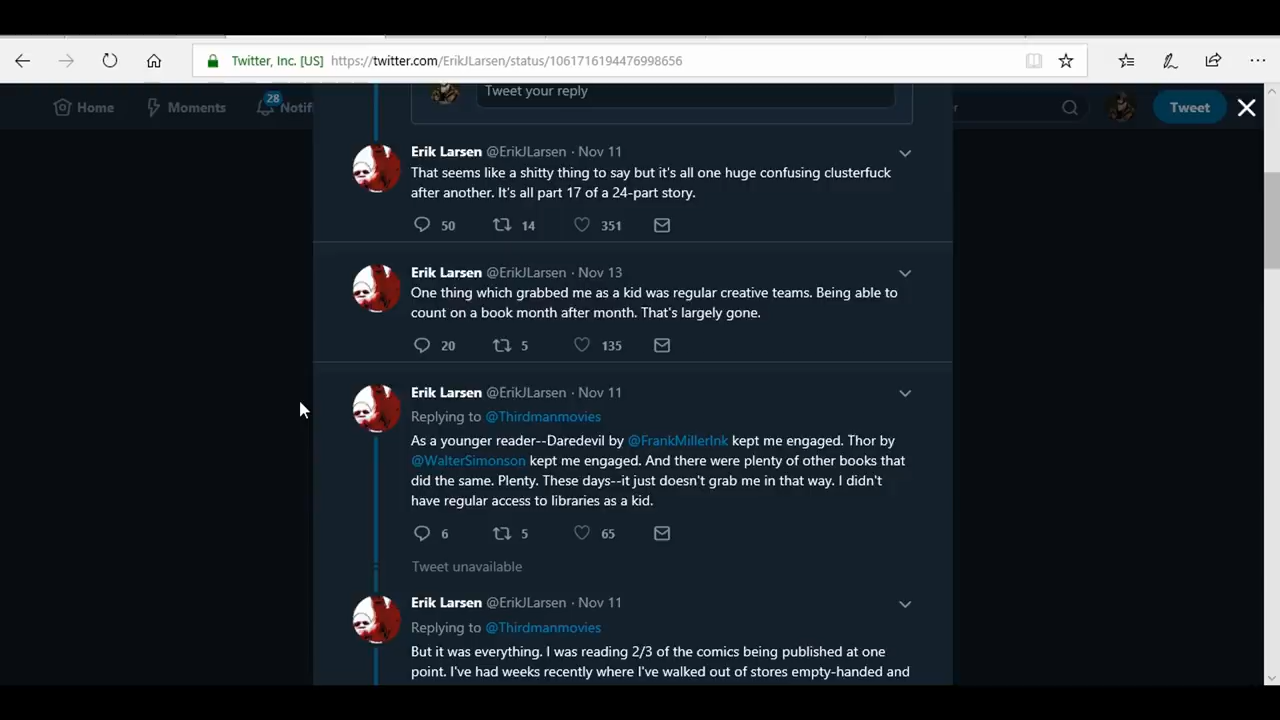 Twitter, Inc. [US] https://twitter.com/ErikJLarsen/status/1061716194476998656
Home Moments 28 Notif Tweet
Tweet your reply
Erik Larsen @ErikJLarsen · Nov 11
That seems like a shitty thing to say but it's all one huge confusing clusterfuck
after another. It's all part 17 of a 24-part story.
50 14 351
Erik Larsen @ErikJLarsen · Nov 13
One thing which grabbed me as a kid was regular creative teams. Being able to
count on a book month after month. That's largely gone.
20 5 135
Erik Larsen @ErikJLarsen · Nov 11
Replying to @Thirdmanmovies
As a younger reader--Daredevil by @FrankMillerInk kept me engaged. Thor by
@WalterSimonson kept me engaged. And there were plenty of other books that
did the same. Plenty. These days--it just doesn't grab me in that way. I didn't
have regular access to libraries as a kid.
6 5 65
Tweet unavailable
Erik Larsen @ErikJLarsen · Nov 11
Replying to @Thirdmanmovies
But it was everything. I was reading 2/3 of the comics being published at one
point. I've had weeks recently where I've walked out of stores empty-handed and